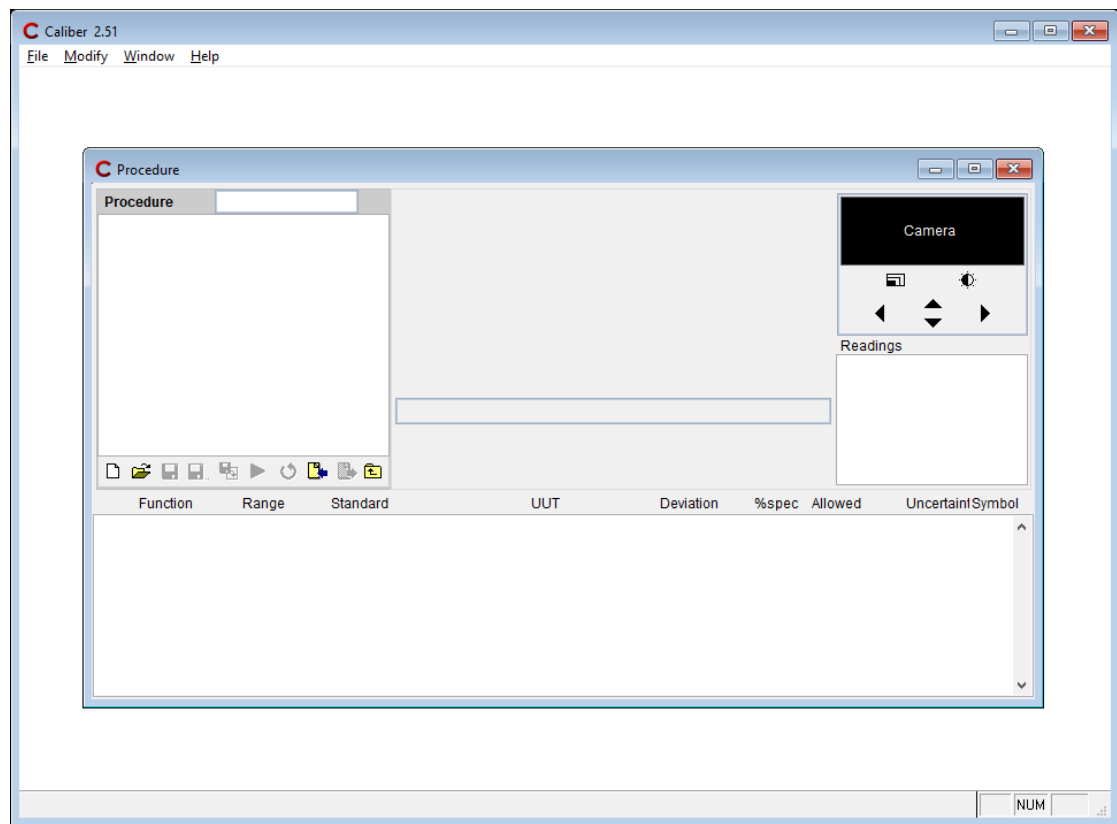 Caliber 2.51
File Modify Window Help
Procedure
Procedure
Camera
Readings
Function Range Standard UUT Deviation %spec Allowed Uncertaint Symbol
NUM